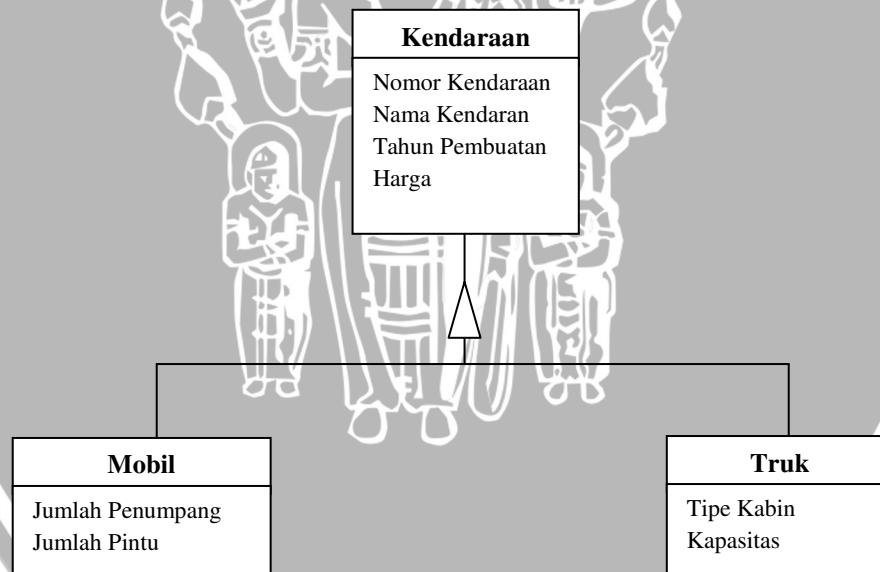 Kendaraan
Nomor Kendaraan
Nama Kendaran
Tahun Pembuatan
Harga
Mobil
Jumlah Penumpang
Jumlah Pintu
Truk
Tipe Kabin
Kapasitas